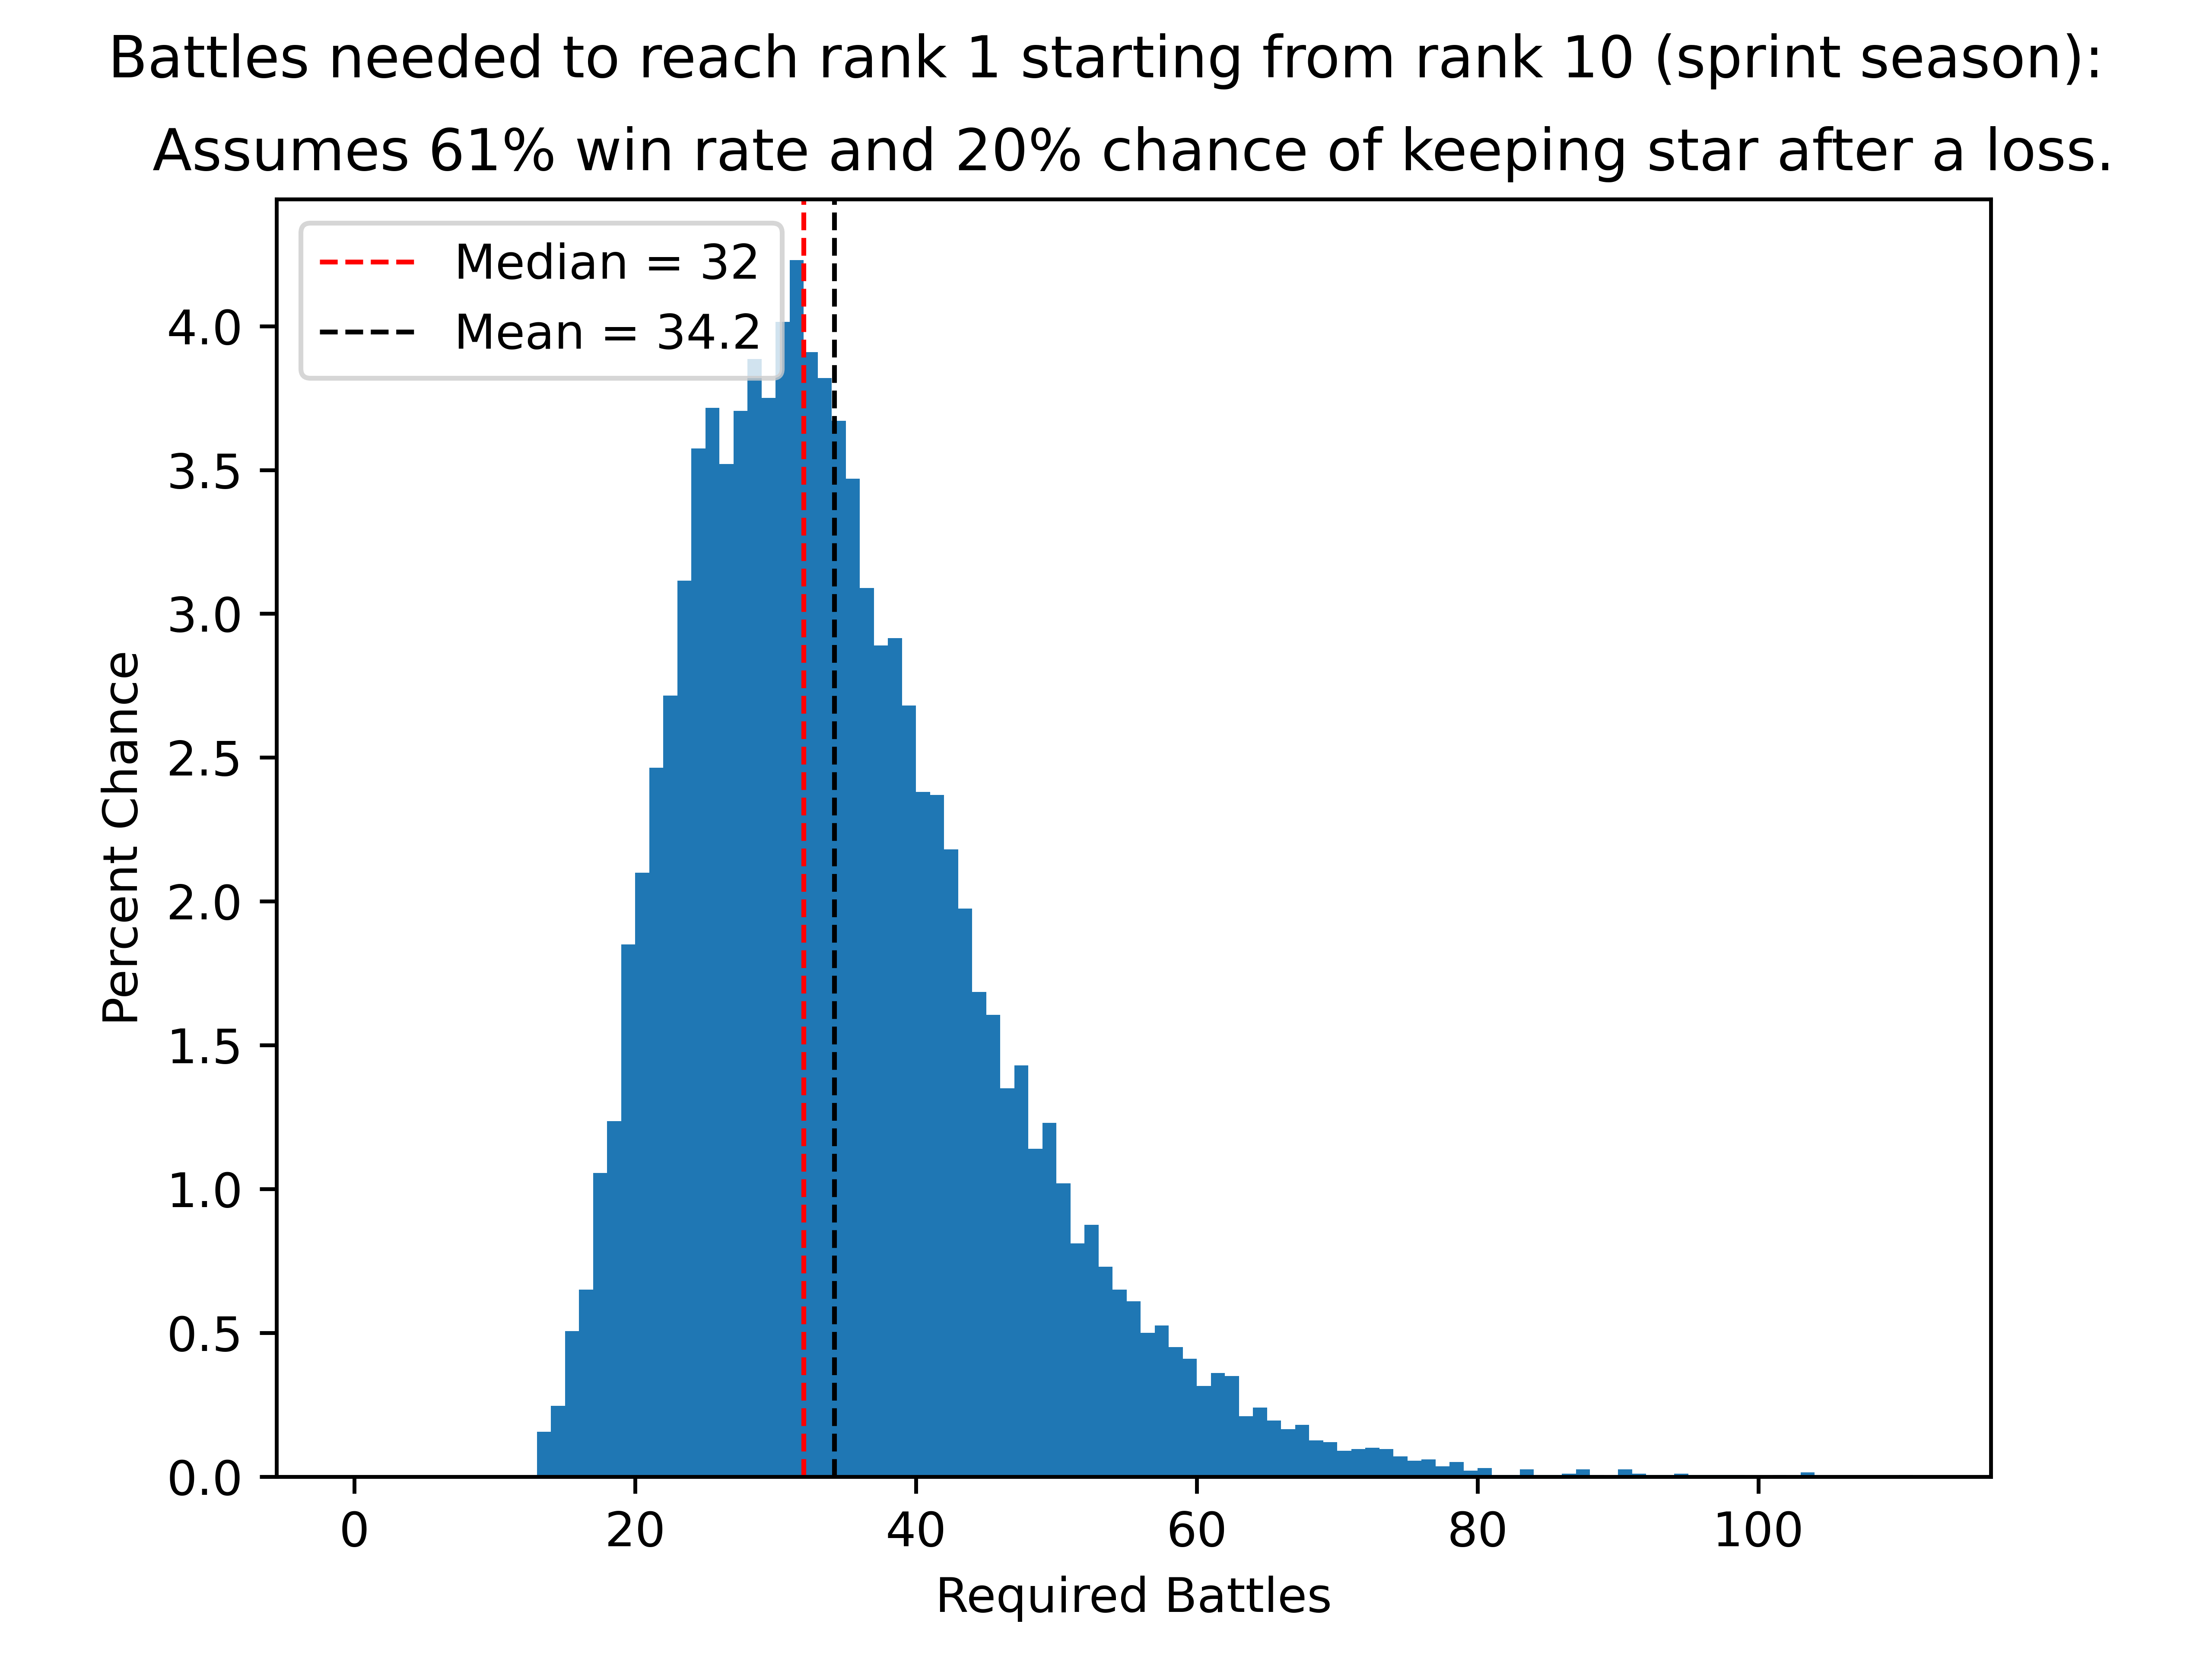 Battles needed to reach rank 1 starting from rank 10 (sprint season):
Assumes 61% win rate and 20% chance of keeping star after a loss.
Median = 32
Mean = 34.2
4.0
3.5
3.0
2.5
2.0
1.5
1.0
0.5
0.0
Percent Chance
0 20 40 60 80 100
Required Battles